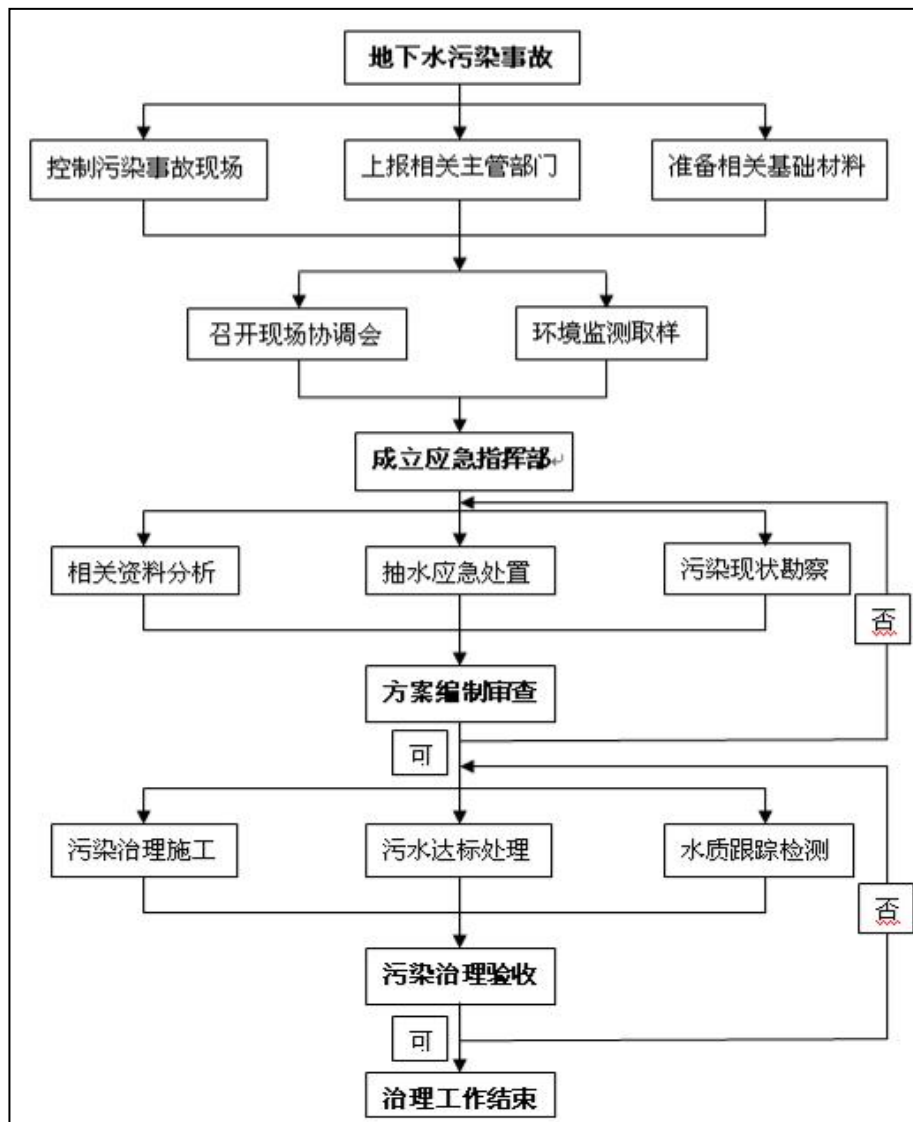 地下水污染事故
控制污染事故现场
上报相关主管部门
准备相关基础材料
召开现场协调会
环境监测取样
成立应急指挥部↵
相关资料分析
抽水应急处置
污染现状勘察
否
方案编制审查
可
污染治理施工
污水达标处理
水质跟踪检测
否
污染治理验收
可
治理工作结束